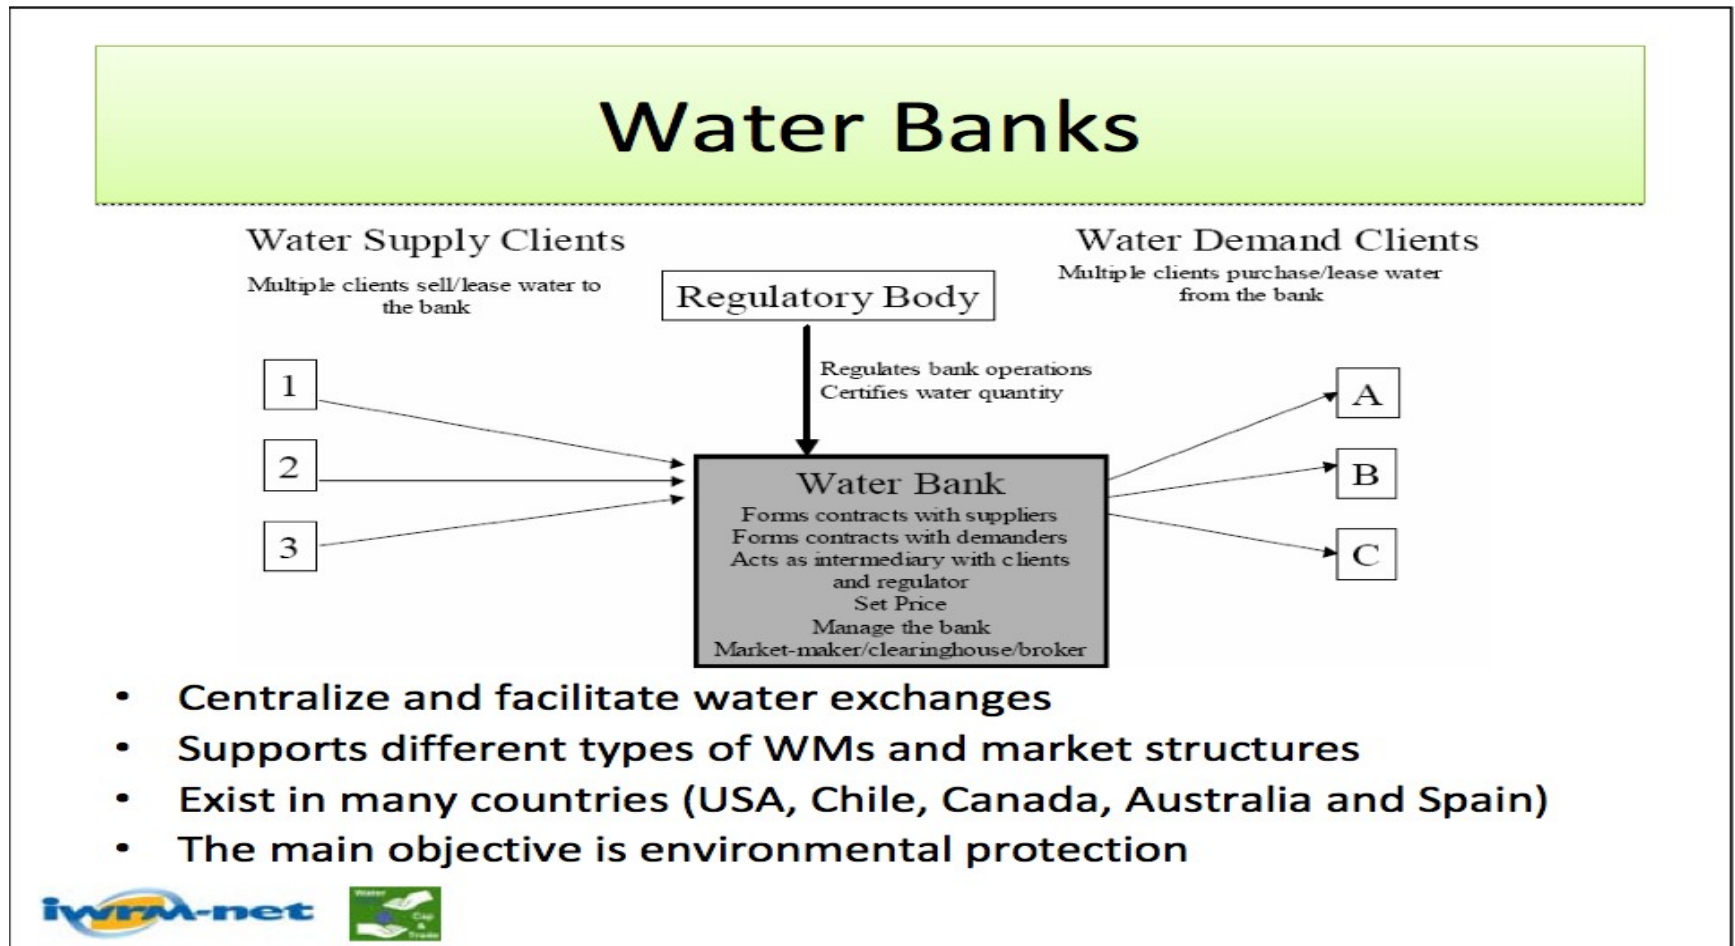 Water Banks
Water Supply Clients
Multiple clients sell/lease water to
the bank
Regulatory Body
Water Demand Clients
Multiple clients purchase/lease water
from the bank
Regulates bank operations
Certifies water quantity
1
2
3
A
B
C
Water Bank
Forms contracts with suppliers
Forms contracts with demanders
Acts as intermediary with clients
and regulator
Set Price
Manage the bank
Market-maker/clearinghouse/broker
• Centralize and facilitate water exchanges
• Supports different types of WMs and market structures
• Exist in many countries (USA, Chile, Canada, Australia and Spain)
• The main objective is environmental protection
iwrm-net
Water
Cap
&
Trade